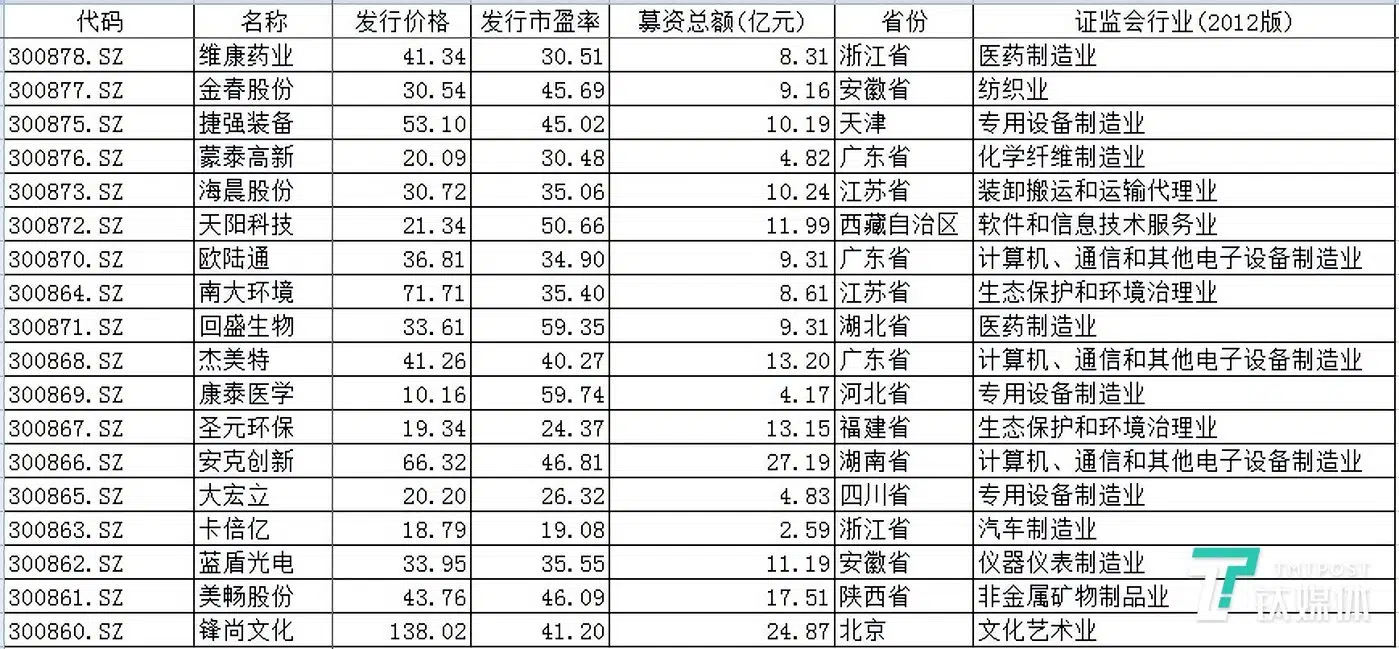 代码 名称 发行价格 发行市盈率 募资总额(亿元) 省份 证监会行业(2012版)
300878.SZ 维康药业 41.34 30.51 8.31 浙江省 医药制造业
300877.SZ 金春股份 30.54 45.69 9.16 安徽省 纺织业
300875.SZ 捷强装备 53.10 45.02 10.19 天津 专用设备制造业
300876.SZ 蒙泰高新 20.09 30.48 4.82 广东省 化学纤维制造业
300873.SZ 海晨股份 30.72 35.06 10.24 江苏省 装卸搬运和运输代理业
300872.SZ 天阳科技 21.34 50.66 11.99 西藏自治区 软件和信息技术服务业
300870.SZ 欧陆通 36.81 34.90 9.31 广东省 计算机、通信和其他电子设备制造业
300864.SZ 南大环境 71.71 35.40 8.61 江苏省 生态保护和环境治理业
300871.SZ 回盛生物 33.61 59.35 9.31 湖北省 医药制造业
300868.SZ 杰美特 41.26 40.27 13.20 广东省 计算机、通信和其他电子设备制造业
300869.SZ 康泰医学 10.16 59.74 4.17 河北省 专用设备制造业
300867.SZ 圣元环保 19.34 24.37 13.15 福建省 生态保护和环境治理业
300866.SZ 安克创新 66.32 46.81 27.19 湖南省 计算机、通信和其他电子设备制造业
300865.SZ 大宏立 20.20 26.32 4.83 四川省 专用设备制造业
300863.SZ 卡倍亿 18.79 19.08 2.59 浙江省 汽车制造业
300862.SZ 蓝盾光电 33.95 35.55 11.19 安徽省 仪器仪表制造业
300861.SZ 美畅股份 43.76 46.09 17.51 陕西省 非金属矿物制品业
300860.SZ 锋尚文化 138.02 41.20 24.87 北京 文化艺术业
TMTPOST
钛媒体